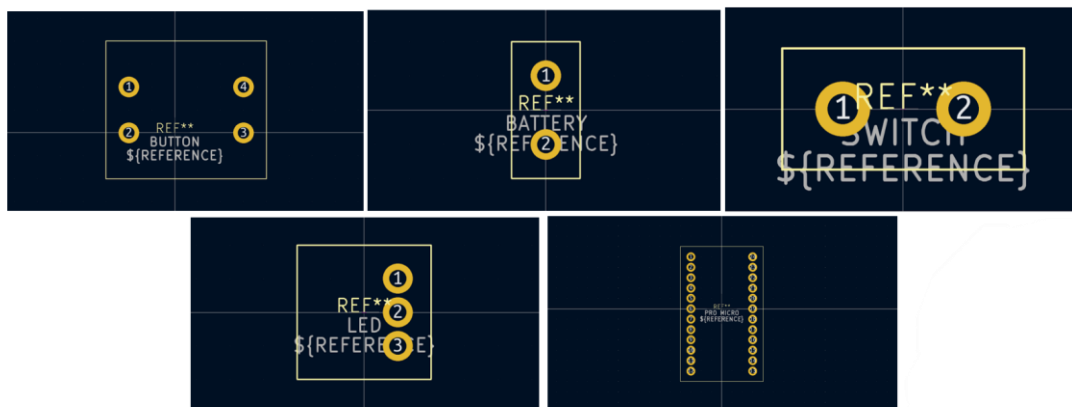 1
4
2
3
REF**
BUTTON
${REFERENCE}
1
REF**
BATTERY
2
${REFERENCE}
1
REF**
2
SWITCH
${REFERENCE}
1
REF**
2
LED
${REFERENCE}
3
REF**
PRO MICRO
${REFERENCE}